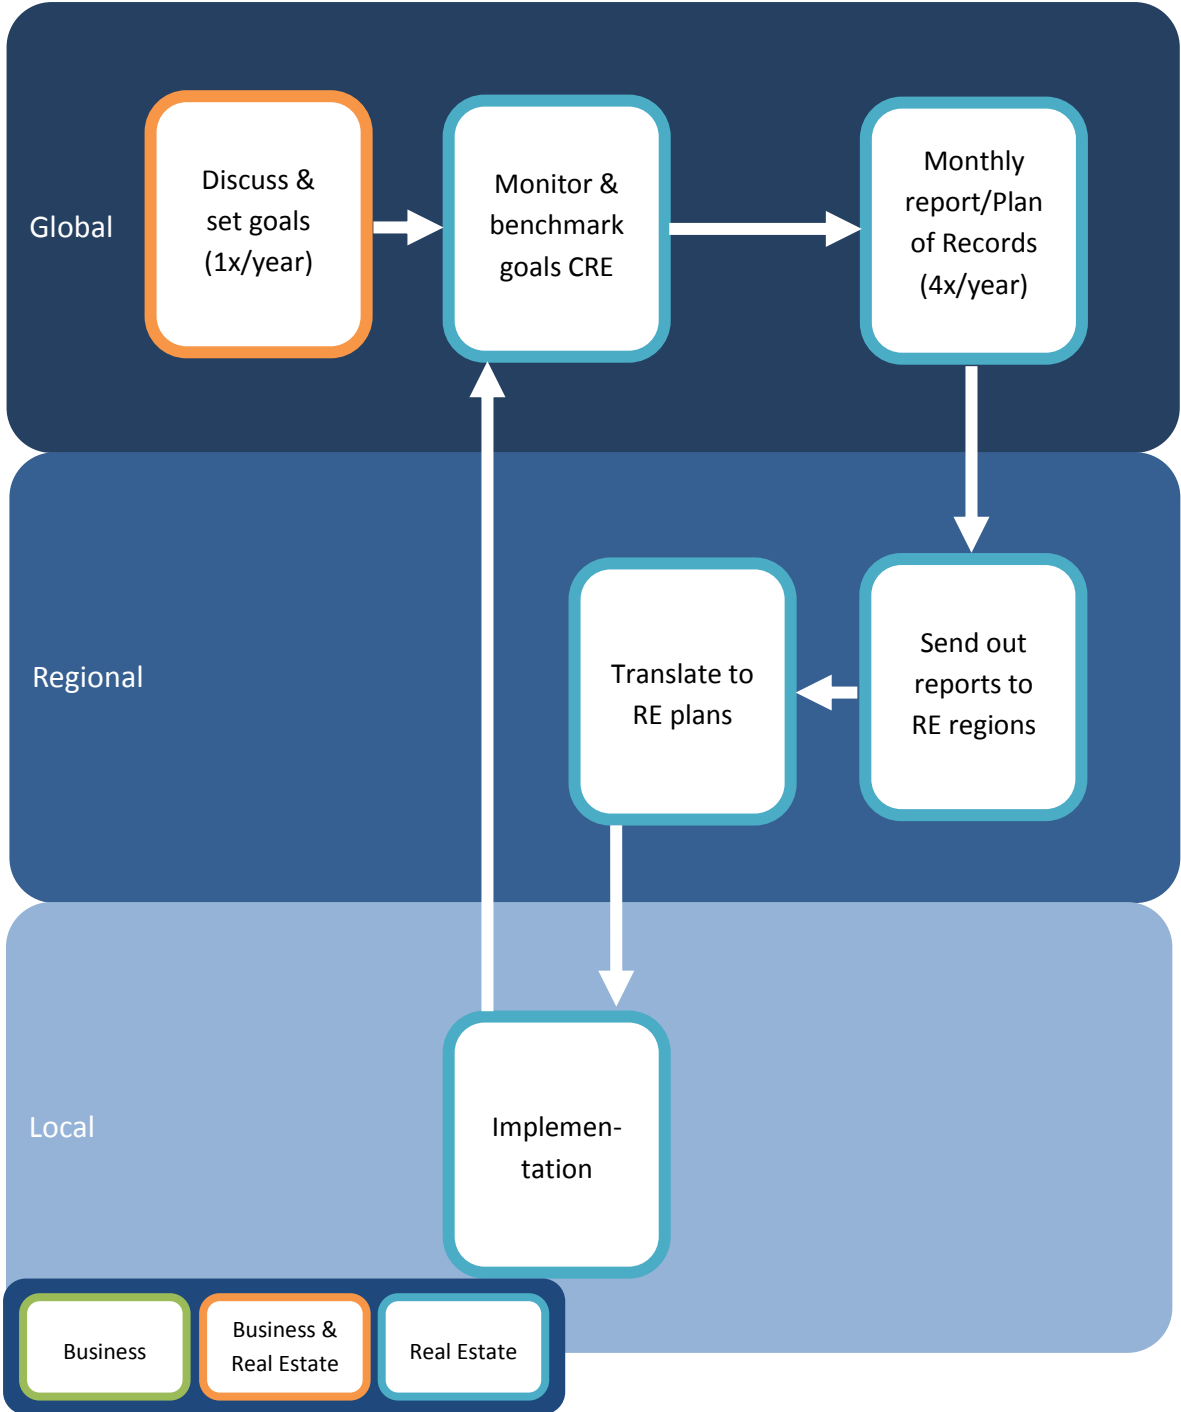 Global
Discuss &
set goals
(1x/year)
Monitor &
benchmark
goals CRE
Monthly
report/Plan
of Records
(4x/year)
Regional
Translate to
RE plans
Send out
reports to
RE regions
Local
Implemen-
tation
Business
Business &
Real Estate
Real Estate